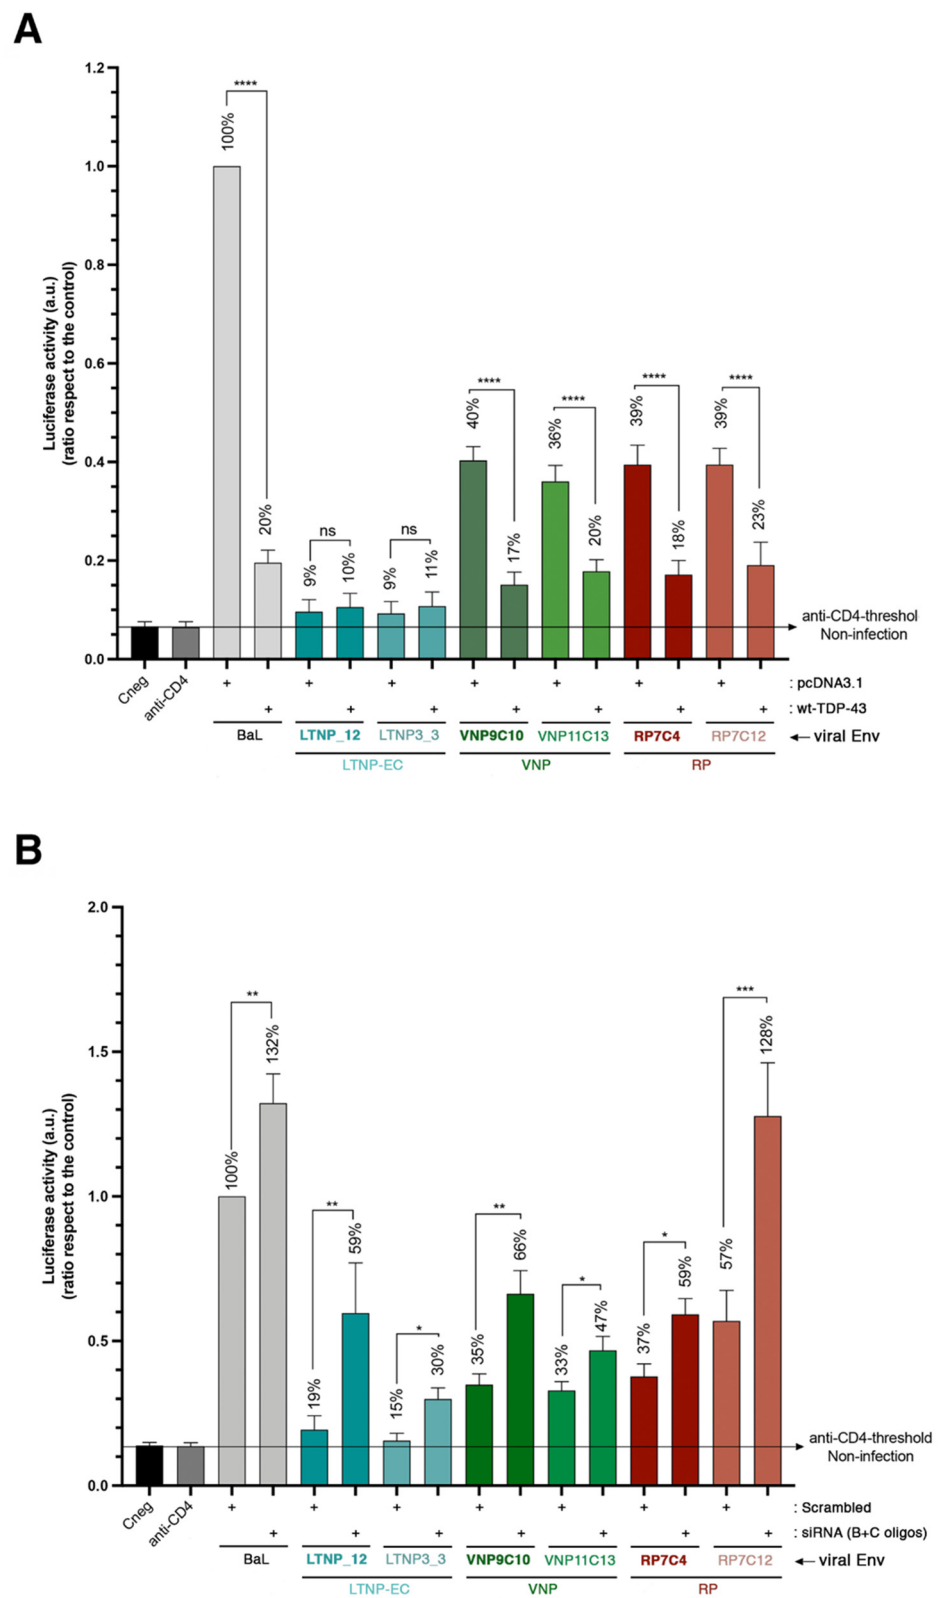 A
Luciferase activity (a.u.)
(ratio respect to the control)
1.2
1.0
0.8
0.6
0.4
0.2
0.0
****
100%
20%
ns
9%
10%
ns
9%
11%
****
40%
17%
****
36%
20%
****
39%
18%
****
39%
23%
anti-CD4-threshol
Non-infection
Cneg
anti-CD4
+ + + + + + + : pcDNA3.1
+ + + + + + + : wt-TDP-43
BaL LTNP_12 LTNP3_3 VNP9C10 VNP11C13 RP7C4 RP7C12 ← viral Env
LTNP-EC VNP RP
B
Luciferase activity (a.u.)
(ratio respect to the control)
2.0
1.5
1.0
0.5
0.0
**
100%
132%
**
19%
59%
*
15%
30%
**
35%
66%
*
33%
47%
*
37%
59%
***
57%
128%
anti-CD4-threshold
Non-infection
Cneg
anti-CD4
+ + + + + + + : Scrambled
+ + + + + + + : siRNA (B+C oligos)
BaL LTNP_12 LTNP3_3 VNP9C10 VNP11C13 RP7C4 RP7C12 ← viral Env
LTNP-EC VNP RP